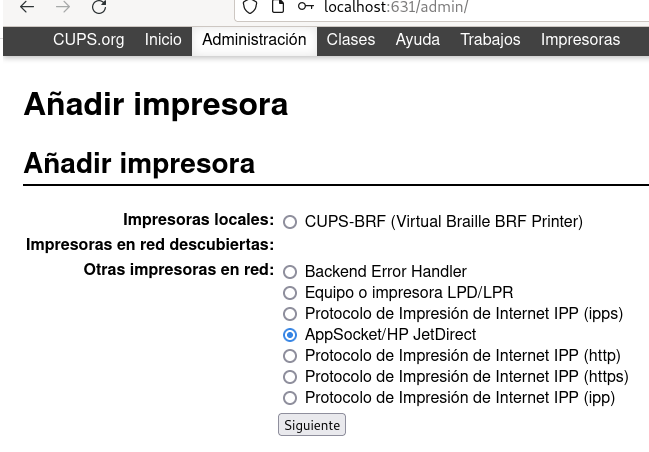 localhost:631/admin/
CUPS.org Inicio Administración Clases Ayuda Trabajos Impresoras
Añadir impresora
Añadir impresora
Impresoras locales: CUPS-BRF (Virtual Braille BRF Printer)
Impresoras en red descubiertas:
Otras impresoras en red: Backend Error Handler
Equipo o impresora LPD/LPR
Protocolo de Impresión de Internet IPP (ipps)
AppSocket/HP JetDirect
Protocolo de Impresión de Internet IPP (http)
Protocolo de Impresión de Internet IPP (https)
Protocolo de Impresión de Internet IPP (ipp)
Siguiente